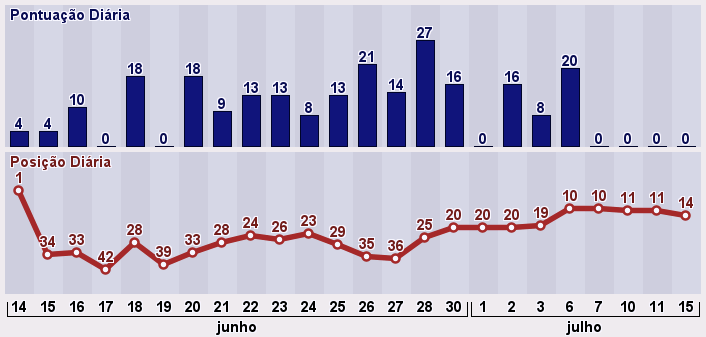 Pontuação Diária
4 4 10 0 18 0 18 9 13 13 8 13 21 14 27 16 0 16 8 20 0 0 0 0
Posição Diária
1 34 33 42 28 39 33 28 24 26 23 29 35 36 25 20 20 20 19 10 10 11 11 14
14 15 16 17 18 19 20 21 22 23 24 25 26 27 28 30 1 2 3 6 7 10 11 15
junho julho